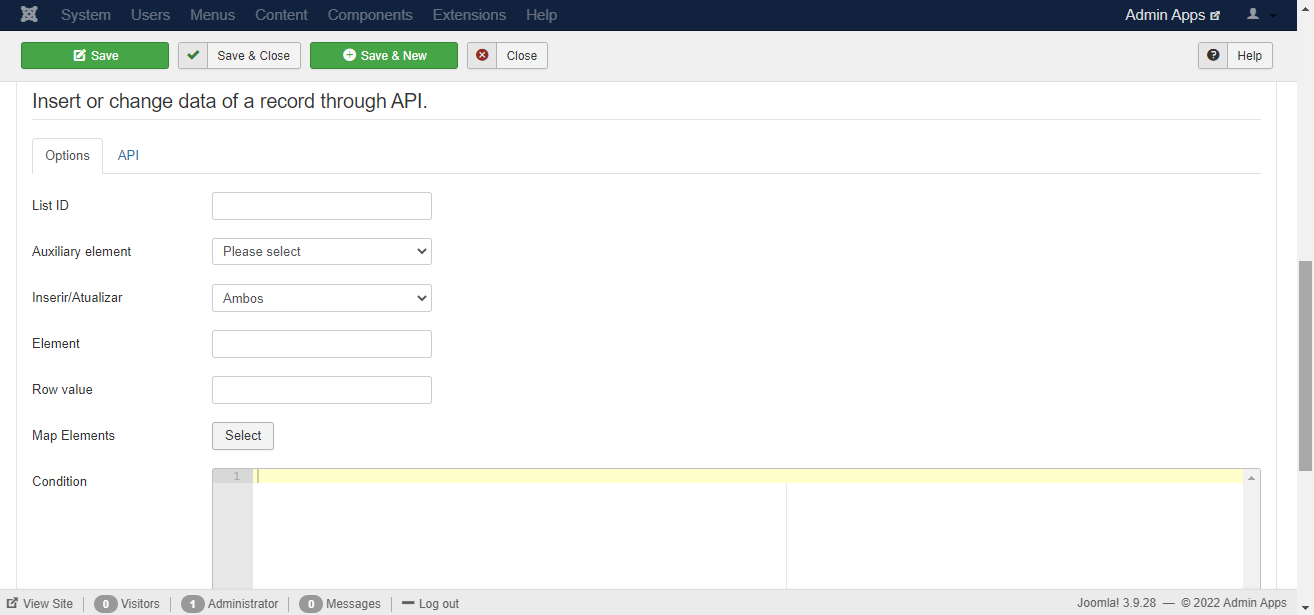 System Users Menus Content Components Extensions Help Admin Apps
Save Save & Close Save & New Close Help
Insert or change data of a record through API.
Options API
List ID
Auxiliary element Please select
Inserir/Atualizar Ambos
Element
Row value
Map Elements Select
Condition 1
View Site 0 Visitors 1 Administrator 0 Messages Log out Joomla! 3.9.28 — © 2022 Admin Apps